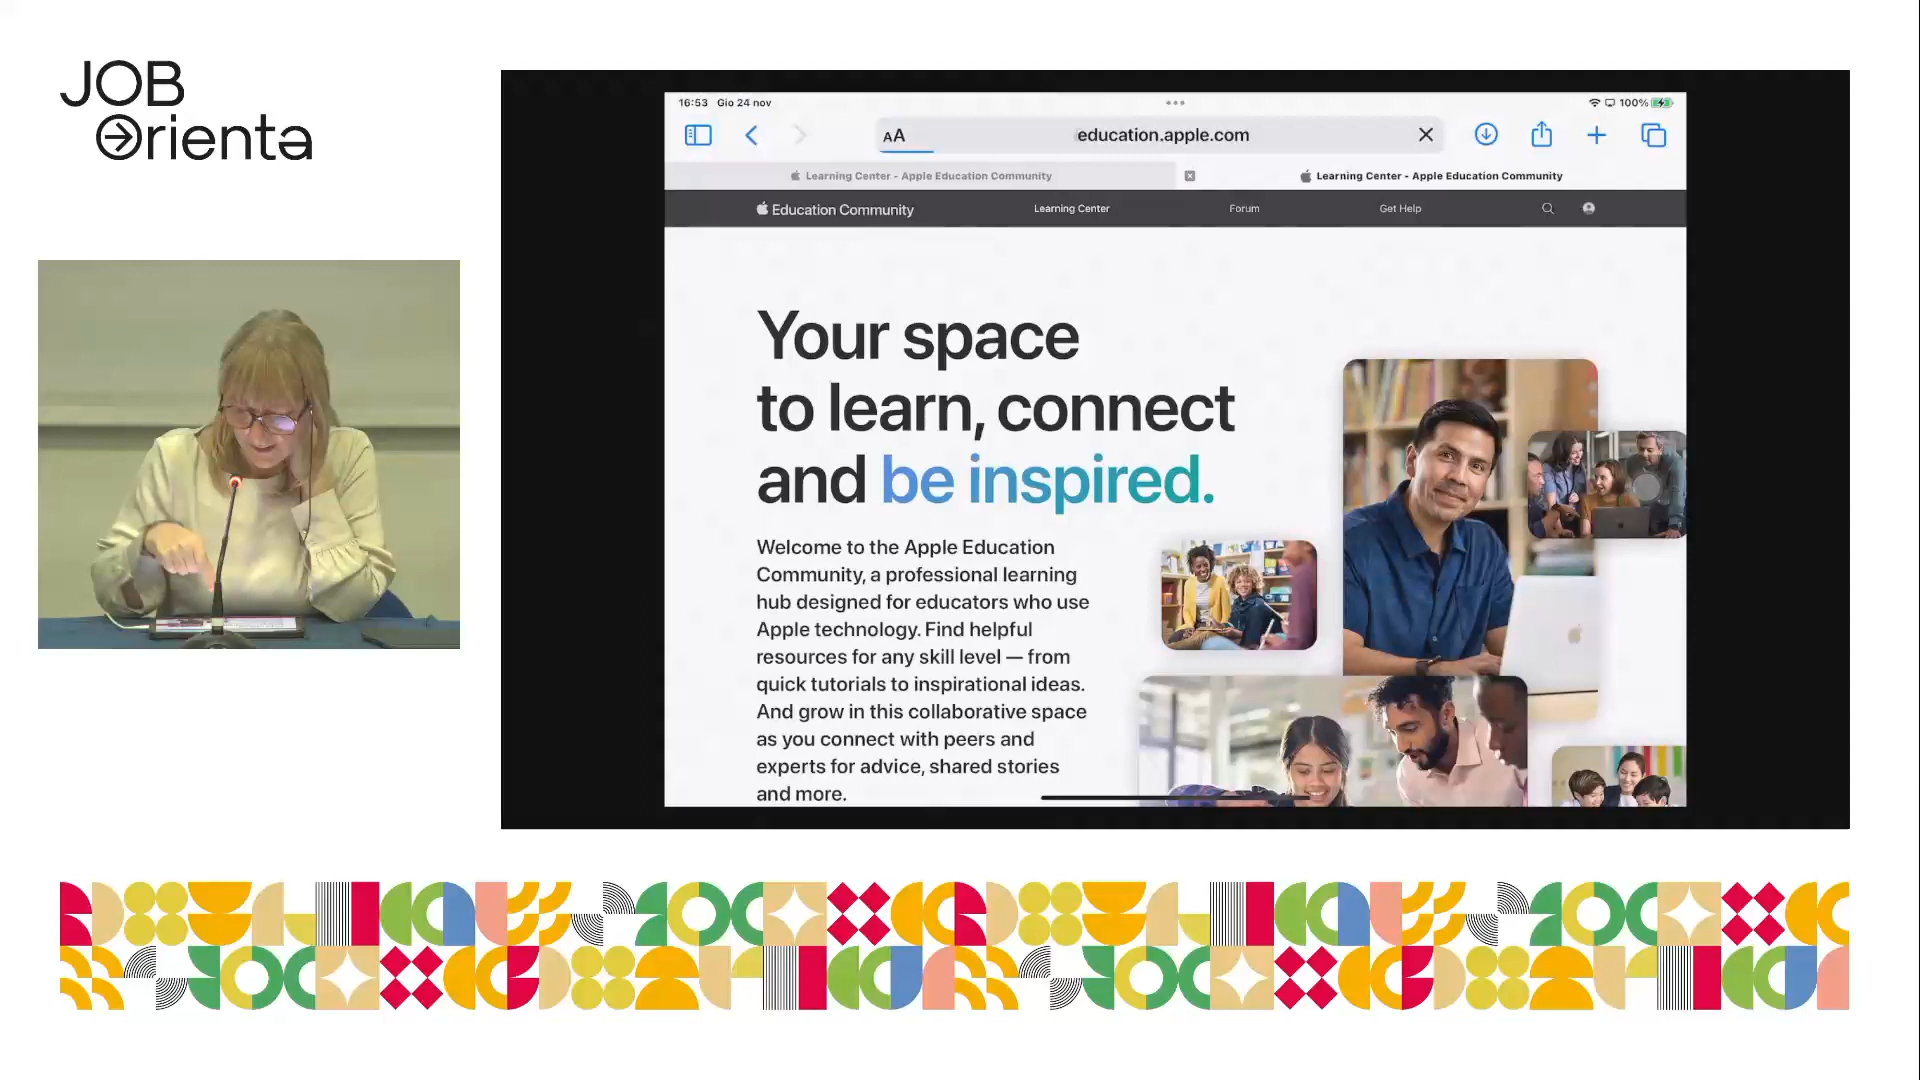 JOB
Orienta
16:53 Gio 24 nov
100%
AA
education.apple.com
Learning Center - Apple Education Community
Learning Center - Apple Education Community
Education Community
Learning Center
Forum
Get Help
Your space
to learn, connect
and be inspired.
Welcome to the Apple Education
Community, a professional learning
hub designed for educators who use
Apple technology. Find helpful
resources for any skill level — from
quick tutorials to inspirational ideas.
And grow in this collaborative space
as you connect with peers and
experts for advice, shared stories
and more.